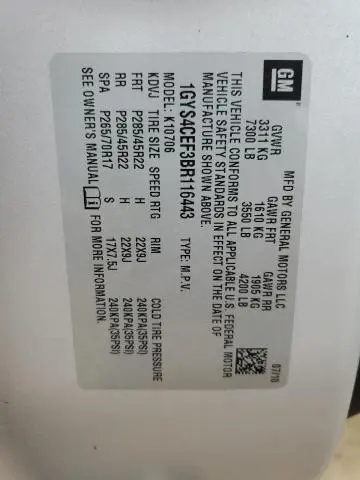 GM
MFD BY GENERAL MOTORS LLC
07/10
GVWR GAWR FRT GAWR RR
3311 KG 1610 KG 1905 KG
7300 LB 3550 LB 4200 LB
THIS VEHICLE CONFORMS TO ALL APPLICABLE U.S. FEDERAL MOTOR
VEHICLE SAFETY STANDARDS IN EFFECT ON THE DATE OF
MANUFACTURE SHOWN ABOVE.
1GYS4CEF3BR116443 TYPE: M.P.V.
MODEL: K10706
KDVJ TIRE SIZE SPEED RTG RIM COLD TIRE PRESSURE
FRT P285/45R22 H 22X9J 240KPA(35PSI)
RR P285/45R22 H 22X9J 240KPA(35PSI)
SPA P265/70R17 S 17X7.5J 240KPA(35PSI)
SEE OWNER'S MANUAL FOR MORE INFORMATION.